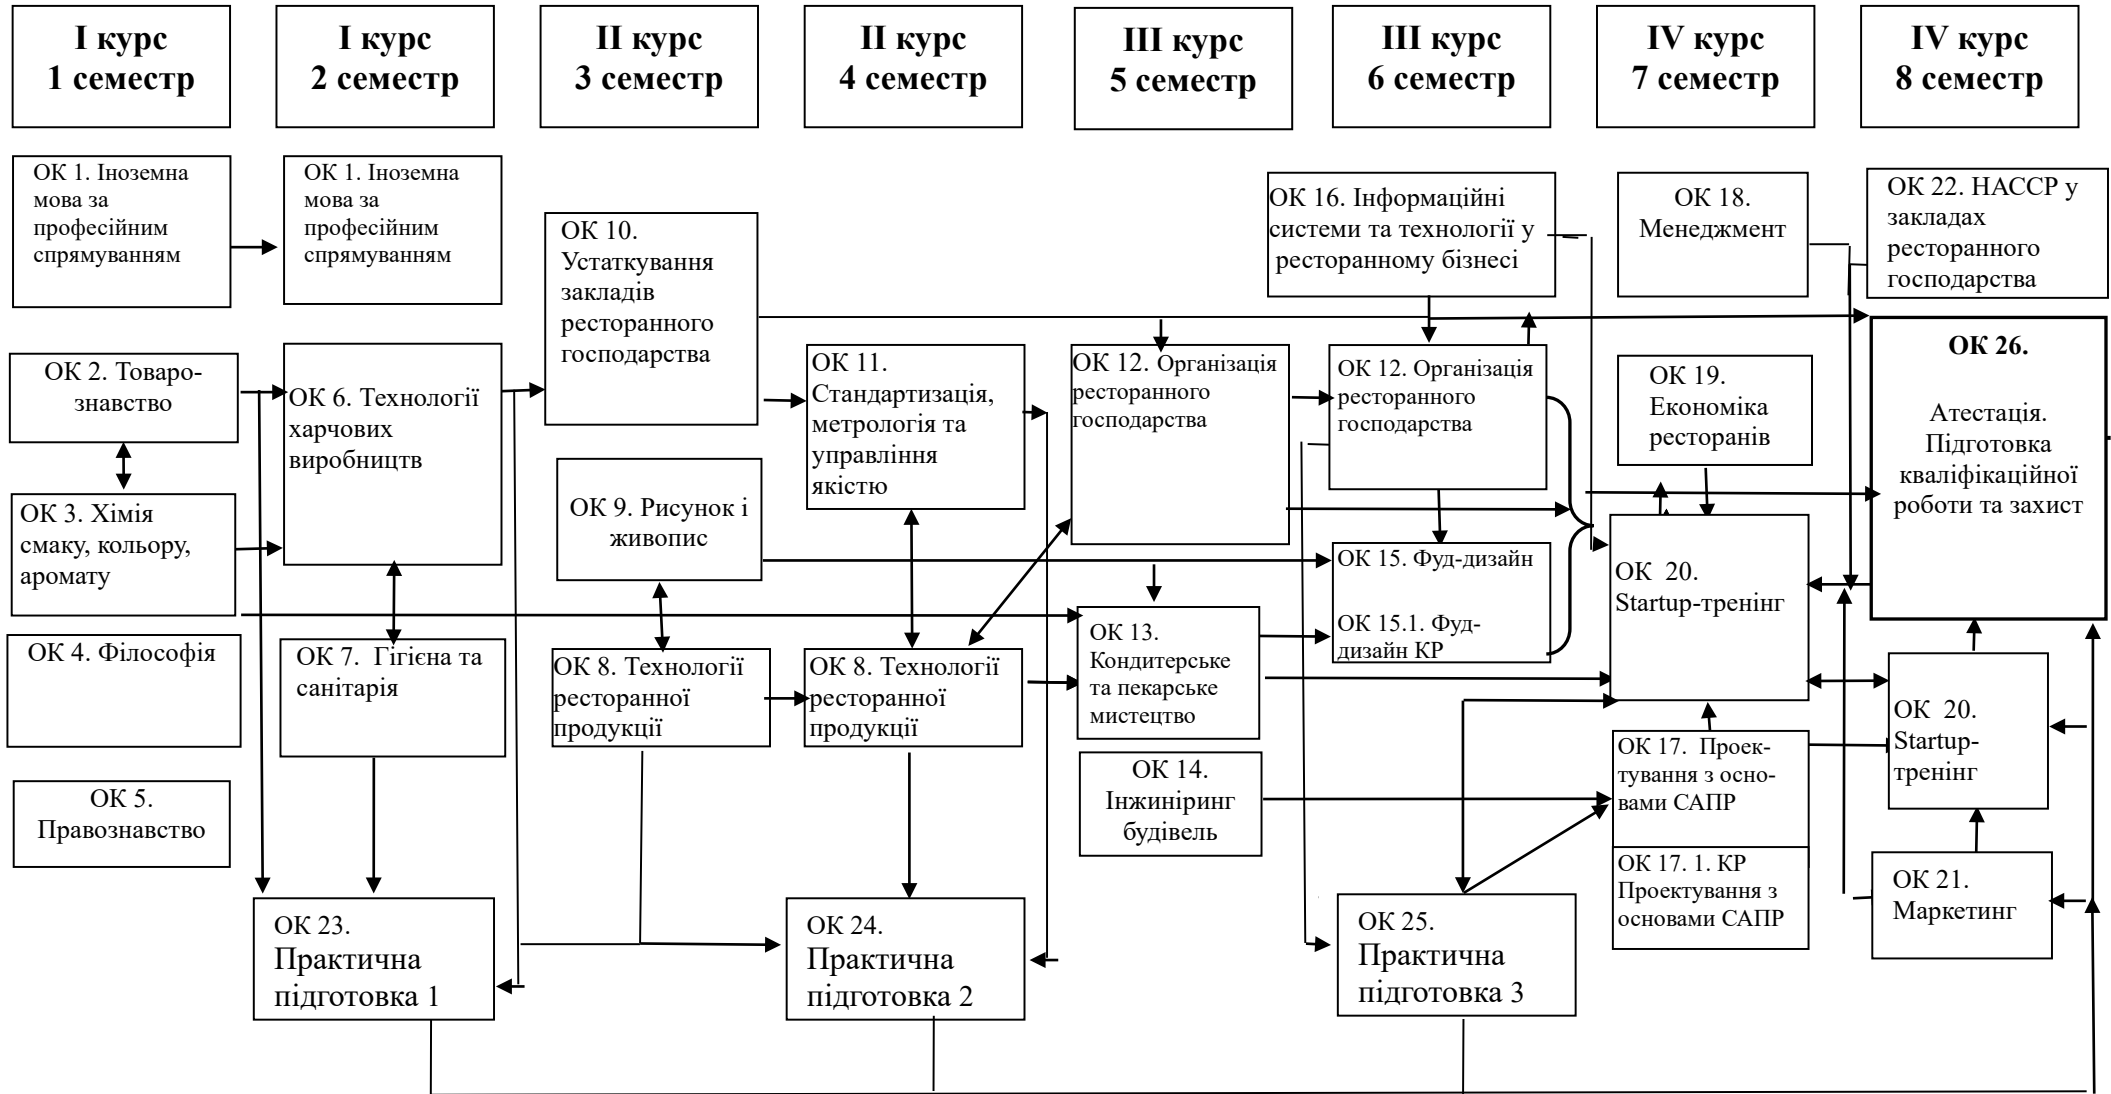 І курс
1 семестр
І курс
2 семестр
ІІ курс
3 семестр
ІІ курс
4 семестр
ІІІ курс
5 семестр
ІІІ курс
6 семестр
IV курс
7 семестр
IV курс
8 семестр
ОК 1. Іноземна
мова за
професійним
спрямуванням
ОК 2. Товаро-
знавство
ОК 3. Хімія
смаку, кольору,
аромату
ОК 4. Філософія
ОК 5.
Правознавство
ОК 1. Іноземна
мова за
професійним
спрямуванням
ОК 6. Технології
харчових
виробництв
ОК 7. Гігієна та
санітарія
ОК 23.
Практична
підготовка 1
ОК 10.
Устаткування
закладів
ресторанного
господарства
ОК 9. Рисунок і
живопис
ОК 8. Технології
ресторанної
продукції
ОК 11.
Стандартизація,
метрологія та
управління
якістю
ОК 8. Технології
ресторанної
продукції
ОК 24.
Практична
підготовка 2
ОК 12. Організація
ресторанного
господарства
ОК 13.
Кондитерське
та пекарське
мистецтво
ОК 14.
Інжиніринг
будівель
ОК 16. Інформаційні
системи та технології у
ресторанному бізнесі
ОК 12. Організація
ресторанного
господарства
ОК 15. Фуд-дизайн
ОК 15.1. Фуд-
дизайн КР
ОК 25.
Практична
підготовка 3
ОК 18.
Менеджмент
ОК 19.
Економіка
ресторанів
ОК 20.
Startup-тренінг
ОК 17. Проек-
тування з осно-
вами САПР
ОК 17. 1. КР
Проектування з
основами САПР
ОК 22. НАССР у
закладах
ресторанного
господарства
ОК 26.
Атестація.
Підготовка
кваліфікаційної
роботи та захист
ОК 20.
Startup-
тренінг
ОК 21.
Маркетинг